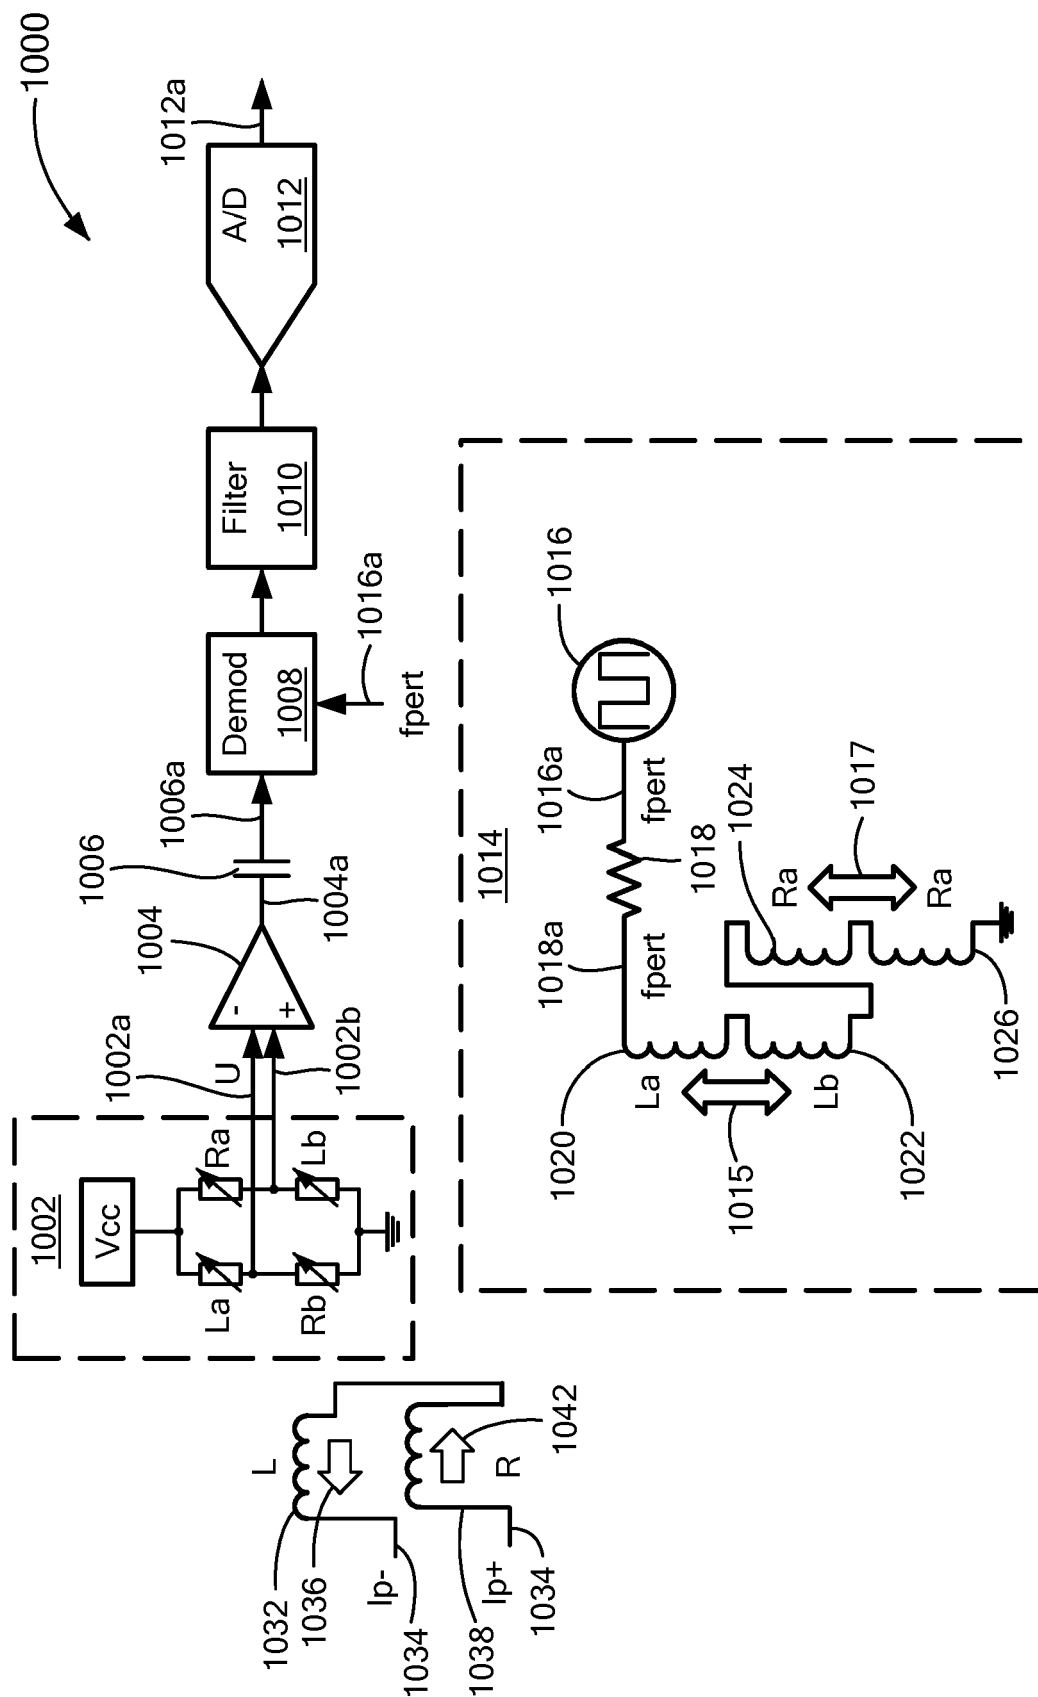 1000
1002
Vcc
La
Ra
Rb
Lb
1002a
U
1002b
-
+
1004
1004a
1006
1006a
Demod
1008
1016a
fpert
Filter
1010
A/D
1012
1012a
L
1032
1036
Ip-
1034
R
1042
Ip+
1038
1034
1014
1016
1016a
fpert
1018
1018a
fpert
1020
La
Lb
1015
1022
1024
Ra
Ra
1017
1026